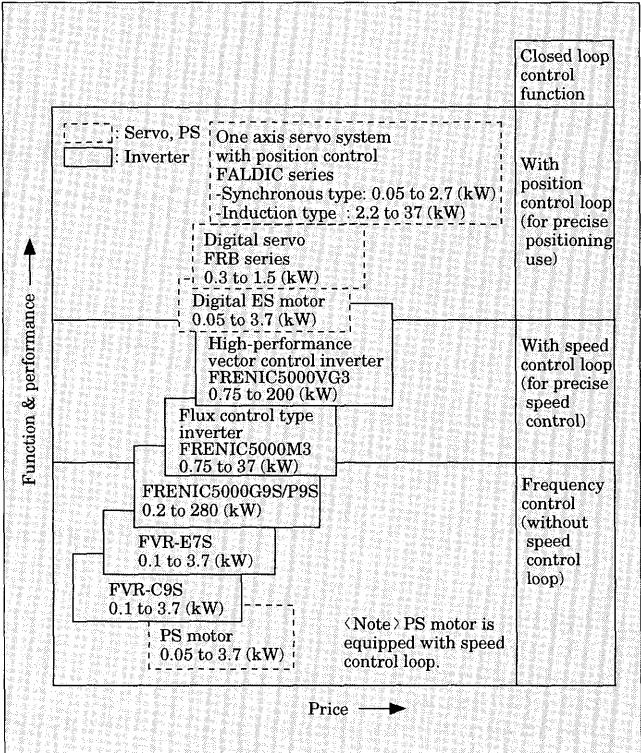 Closed loop
control
function
: Servo, PS
: Inverter
One axis servo system
with position control
FALDIC series
-Synchronous type: 0.05 to 2.7 (kW)
-Induction type : 2.2 to 37 (kW)
With
position
control loop
(for precise
positioning
use)
Digital servo
FRB series
0.3 to 1.5 (kW)
Digital ES motor
0.05 to 3.7 (kW)
High-performance
vector control inverter
FRENIC5000VG3
0.75 to 200 (kW)
With speed
control loop
(for precise
speed
control)
Flux control type
inverter
FRENIC5000M3
0.75 to 37 (kW)
FRENIC5000G9S/P9S
0.2 to 280 (kW)
Frequency
control
(without
speed
control
loop)
FVR-E7S
0.1 to 3.7 (kW)
FVR-C9S
0.1 to 3.7 (kW)
PS motor
0.05 to 3.7 (kW)
〈Note〉PS motor is
equipped with speed
control loop.
Function & performance
Price